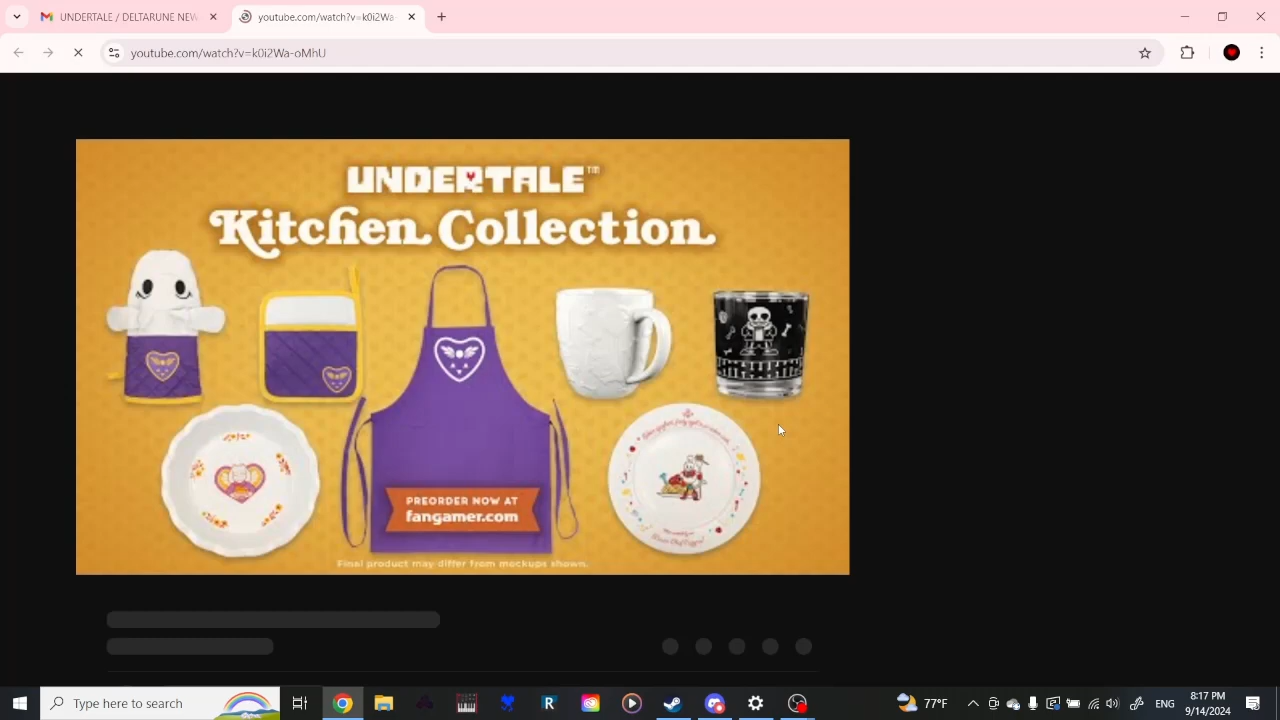 UNDERTALE / DELTARUNE NEW
youtube.com/watch?v=k0i2Wa-
youtube.com/watch?v=k0i2Wa-oMhU
UNDERTALE™
Kitchen Collection
PREORDER NOW AT
fangamer.com
Final product may differ from mockups shown.
Type here to search
77°F
ENG
8:17 PM
9/14/2024